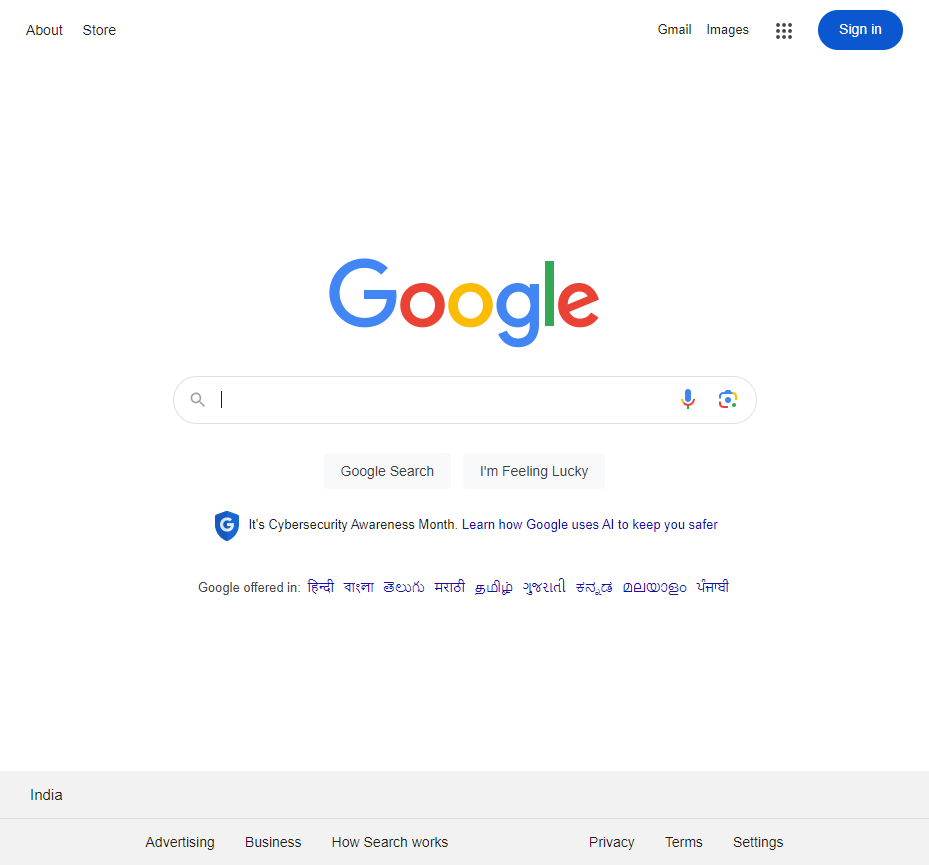 About Store Gmail Images Sign in
Google
Google Search I'm Feeling Lucky
It's Cybersecurity Awareness Month. Learn how Google uses AI to keep you safer
Google offered in: हिन्दी বাংলা తెలుగు मराठी தமிழ் ગુજરાતી ಕನ್ನಡ മലയാളം ਪੰਜਾਬੀ
India
Advertising Business How Search works Privacy Terms Settings